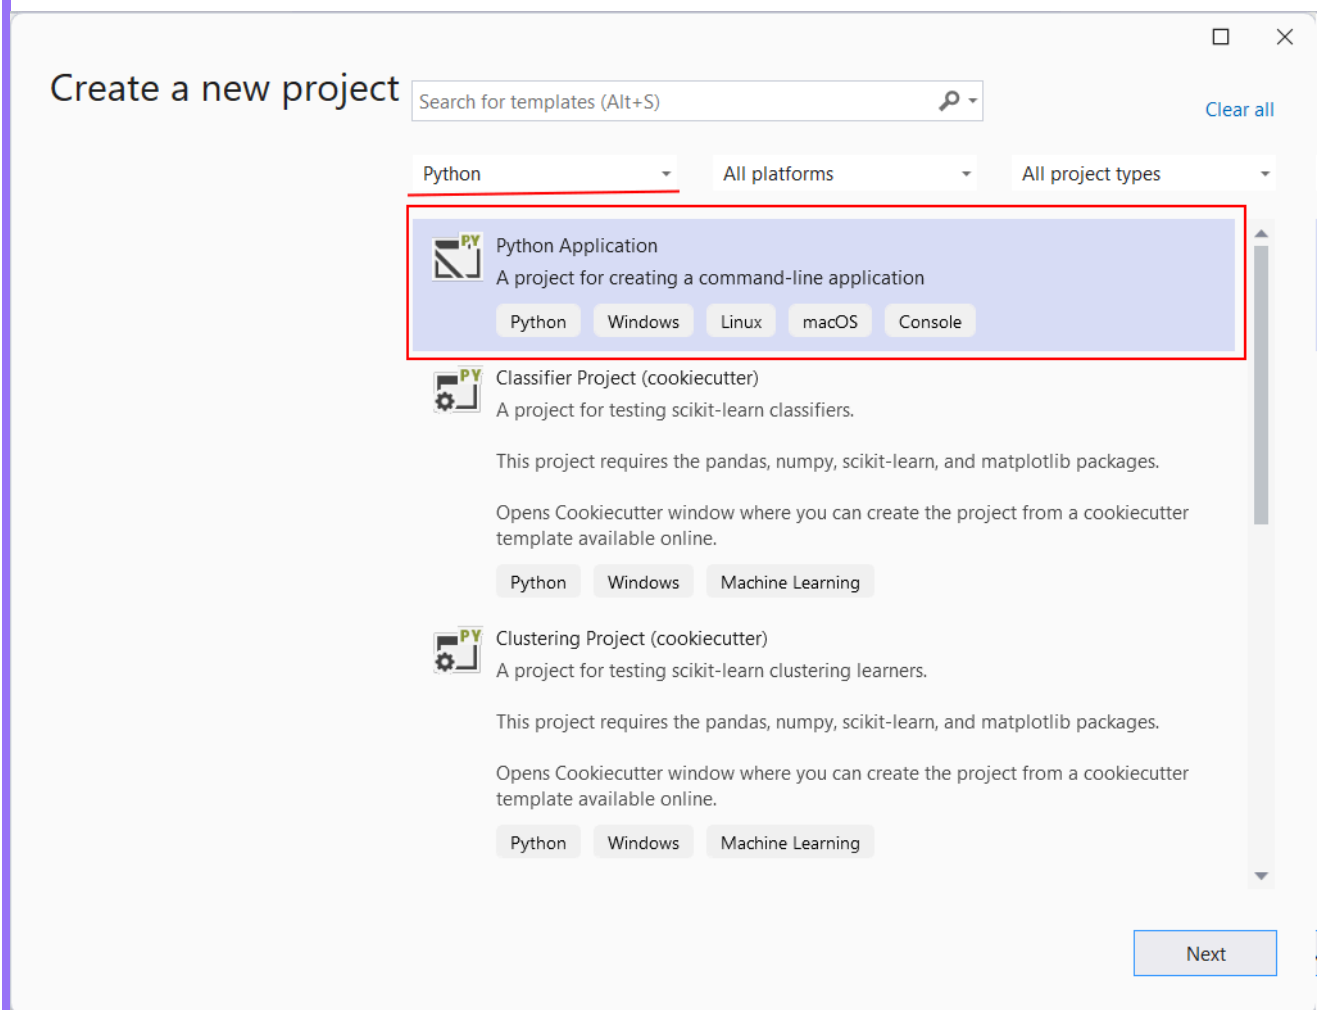 Create a new project
Search for templates (Alt+S)
Clear all
Python
All platforms
All project types
PY
Python Application
A project for creating a command-line application
Python Windows Linux macOS Console
PY
Classifier Project (cookiecutter)
A project for testing scikit-learn classifiers.
This project requires the pandas, numpy, scikit-learn, and matplotlib packages.
Opens Cookiecutter window where you can create the project from a cookiecutter
template available online.
Python Windows Machine Learning
PY
Clustering Project (cookiecutter)
A project for testing scikit-learn clustering learners.
This project requires the pandas, numpy, scikit-learn, and matplotlib packages.
Opens Cookiecutter window where you can create the project from a cookiecutter
template available online.
Python Windows Machine Learning
Next